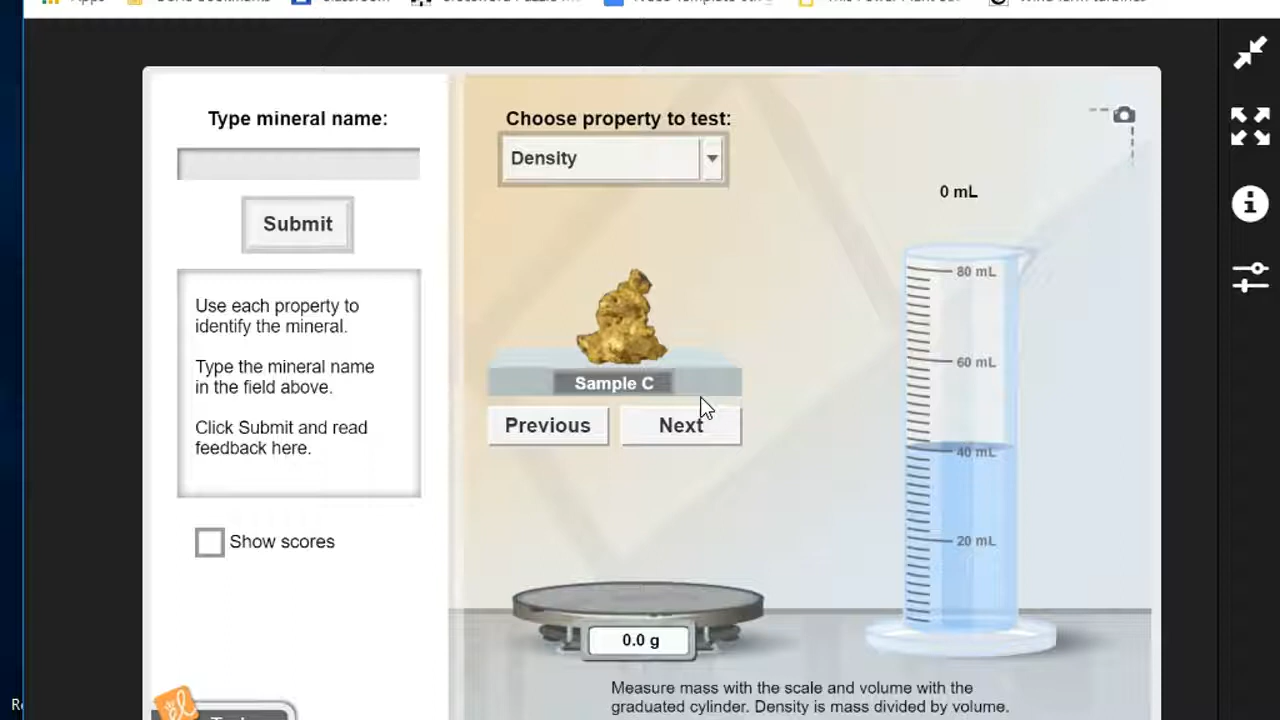 Type mineral name:
Submit
Use each property to
identify the mineral.
Type the mineral name
in the field above.
Click Submit and read
feedback here.
Show scores
Choose property to test:
Density
Sample C
Previous
Next
0.0 g
0 mL
80 mL
60 mL
40 mL
20 mL
Measure mass with the scale and volume with the
graduated cylinder. Density is mass divided by volume.